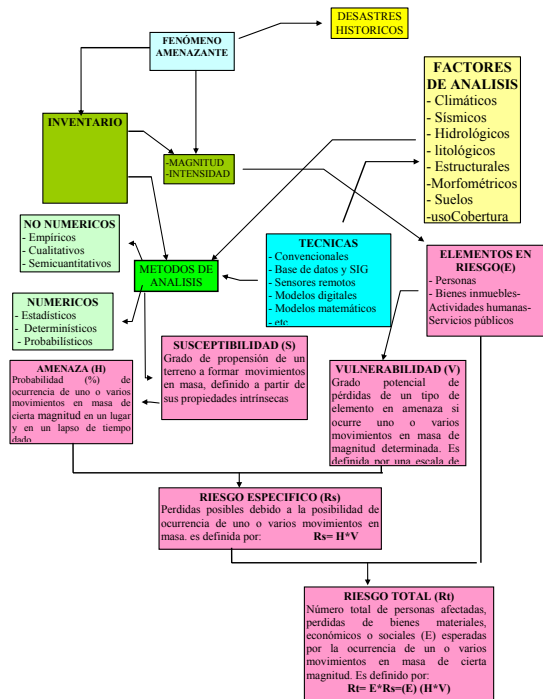 DESASTRES
HISTORICOS
FENÓMENO
AMENAZANTE
FACTORES
DE ANALISIS
- Climáticos
- Sísmicos
- Hidrológicos
- litológicos
- Estructurales
-Morfométricos
- Suelos
-usoCobertura
INVENTARIO
-MAGNITUD
-INTENSIDAD
NO NUMERICOS
- Empíricos
- Cualitativos
- Semicuantitativos
METODOS DE
ANALISIS
TECNICAS
- Convencionales
- Base de datos y SIG
- Sensores remotos
- Modelos digitales
- Modelos matemáticos
- etc
ELEMENTOS EN
RIESGO(E)
- Personas
- Bienes inmuebles-
Actividades humanas-
Servicios públicos
NUMERICOS
- Estadísticos
- Determinísticos
- Probabilísticos
SUSCEPTIBILIDAD (S)
Grado de propensión de un
terreno a formar movimientos
en masa, definido a partir de
sus propiedades intrínsecas
AMENAZA (H)
Probabilidad (%) de
ocurrencia de uno o varios
movimientos en masa de
cierta magnitud en un lugar
y en un lapso de tiempo
dado
VULNERABILIDAD (V)
Grado potencial de
pérdidas de un tipo de
elemento en amenaza si
ocurre uno o varios
movimientos en masa de
magnitud determinada. Es
definida por una escala de
RIESGO ESPECIFICO (Rs)
Perdidas posibles debido a la posibilidad de
ocurrencia de uno o varios movimientos en
masa. es definida por: Rs= H*V
RIESGO TOTAL (Rt)
Número total de personas afectadas,
perdidas de bienes materiales,
económicos o sociales (E) esperadas
por la ocurrencia de un o varios
movimientos en masa de cierta
magnitud. Es definido por:
Rt= E*Rs=(E) (H*V)